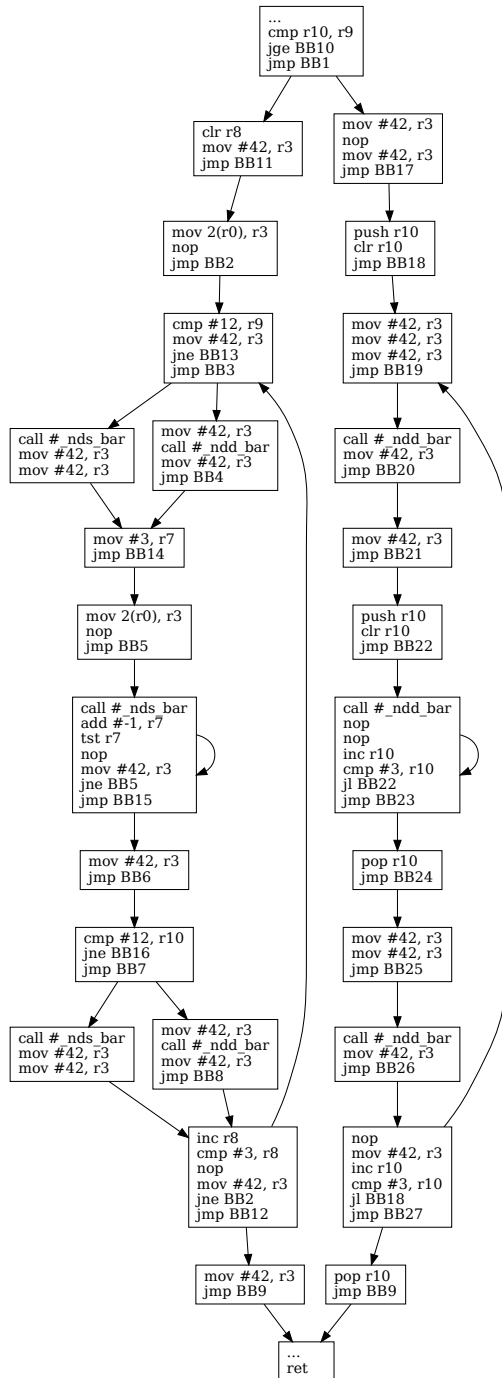 ...
cmp r10, r9
jge BB10
jmp BB1
clr r8
mov #42, r3
jmp BB11
mov #42, r3
nop
mov #42, r3
jmp BB17
mov 2(r0), r3
nop
jmp BB2
push r10
clr r10
jmp BB18
cmp #12, r9
mov #42, r3
jne BB13
jmp BB3
mov #42, r3
mov #42, r3
mov #42, r3
jmp BB19
call #_nds_bar
mov #42, r3
mov #42, r3
mov #42, r3
call #_ndd_bar
mov #42, r3
jmp BB4
call #_ndd_bar
mov #42, r3
jmp BB20
mov #3, r7
jmp BB14
mov #42, r3
jmp BB21
mov 2(r0), r3
nop
jmp BB5
push r10
clr r10
jmp BB22
call #_nds_bar
add #-1, r7
tst r7
nop
mov #42, r3
jne BB5
jmp BB15
call #_ndd_bar
nop
nop
inc r10
cmp #3, r10
jl BB22
jmp BB23
mov #42, r3
jmp BB6
pop r10
jmp BB24
cmp #12, r10
jne BB16
jmp BB7
mov #42, r3
mov #42, r3
jmp BB25
call #_nds_bar
mov #42, r3
mov #42, r3
mov #42, r3
call #_ndd_bar
mov #42, r3
jmp BB8
call #_ndd_bar
mov #42, r3
jmp BB26
inc r8
cmp #3, r8
nop
mov #42, r3
jne BB2
jmp BB12
nop
mov #42, r3
inc r10
cmp #3, r10
jl BB18
jmp BB27
mov #42, r3
jmp BB9
pop r10
jmp BB9
...
ret